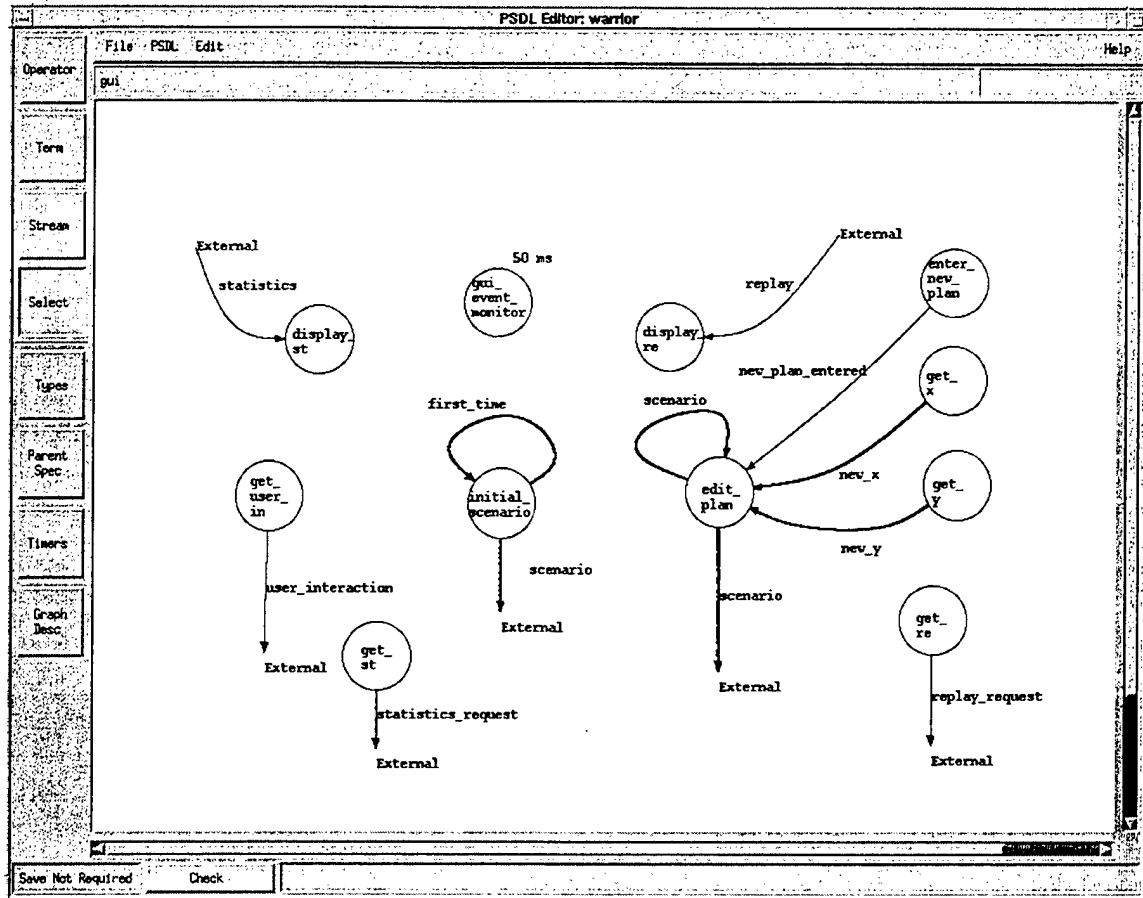 PSDL Editor: warrior
File PSDL Edit Help
Operator
gui
Term
Stream
Select
Types
Parent
Spec
Timers
Graph
Desc
External
statistics
display_
st
50 ms
gui_
event_
monitor
External
replay
display_
re
enter_
new_
plan
new_plan_entered
get_
x
new_x
get_
y
new_y
first_time
initial_
scenario
scenario
External
scenario
edit_
plan
scenario
External
get_
user_
in
user_interaction
External
get_
st
statistics_request
External
get_
re
replay_request
External
Save Not Required Check